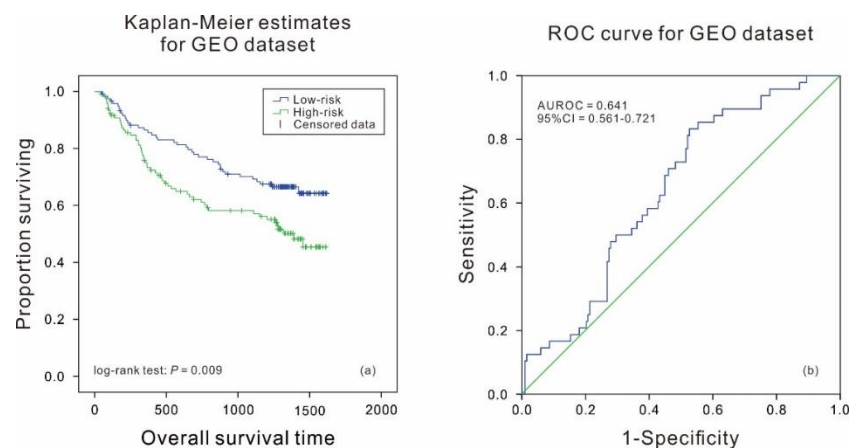 Kaplan-Meier estimates
for GEO dataset
Low-risk
High-risk
Censored data
1.0
0.8
0.6
0.4
0.2
0.0
Proportion surviving
log-rank test: P = 0.009
(a)
0
500
1000
1500
2000
Overall survival time
ROC curve for GEO dataset
AUROC = 0.641
95%CI = 0.561-0.721
1.0
0.8
0.6
0.4
0.2
0.0
Sensitivity
(b)
0.0
0.2
0.4
0.6
0.8
1.0
1-Specificity